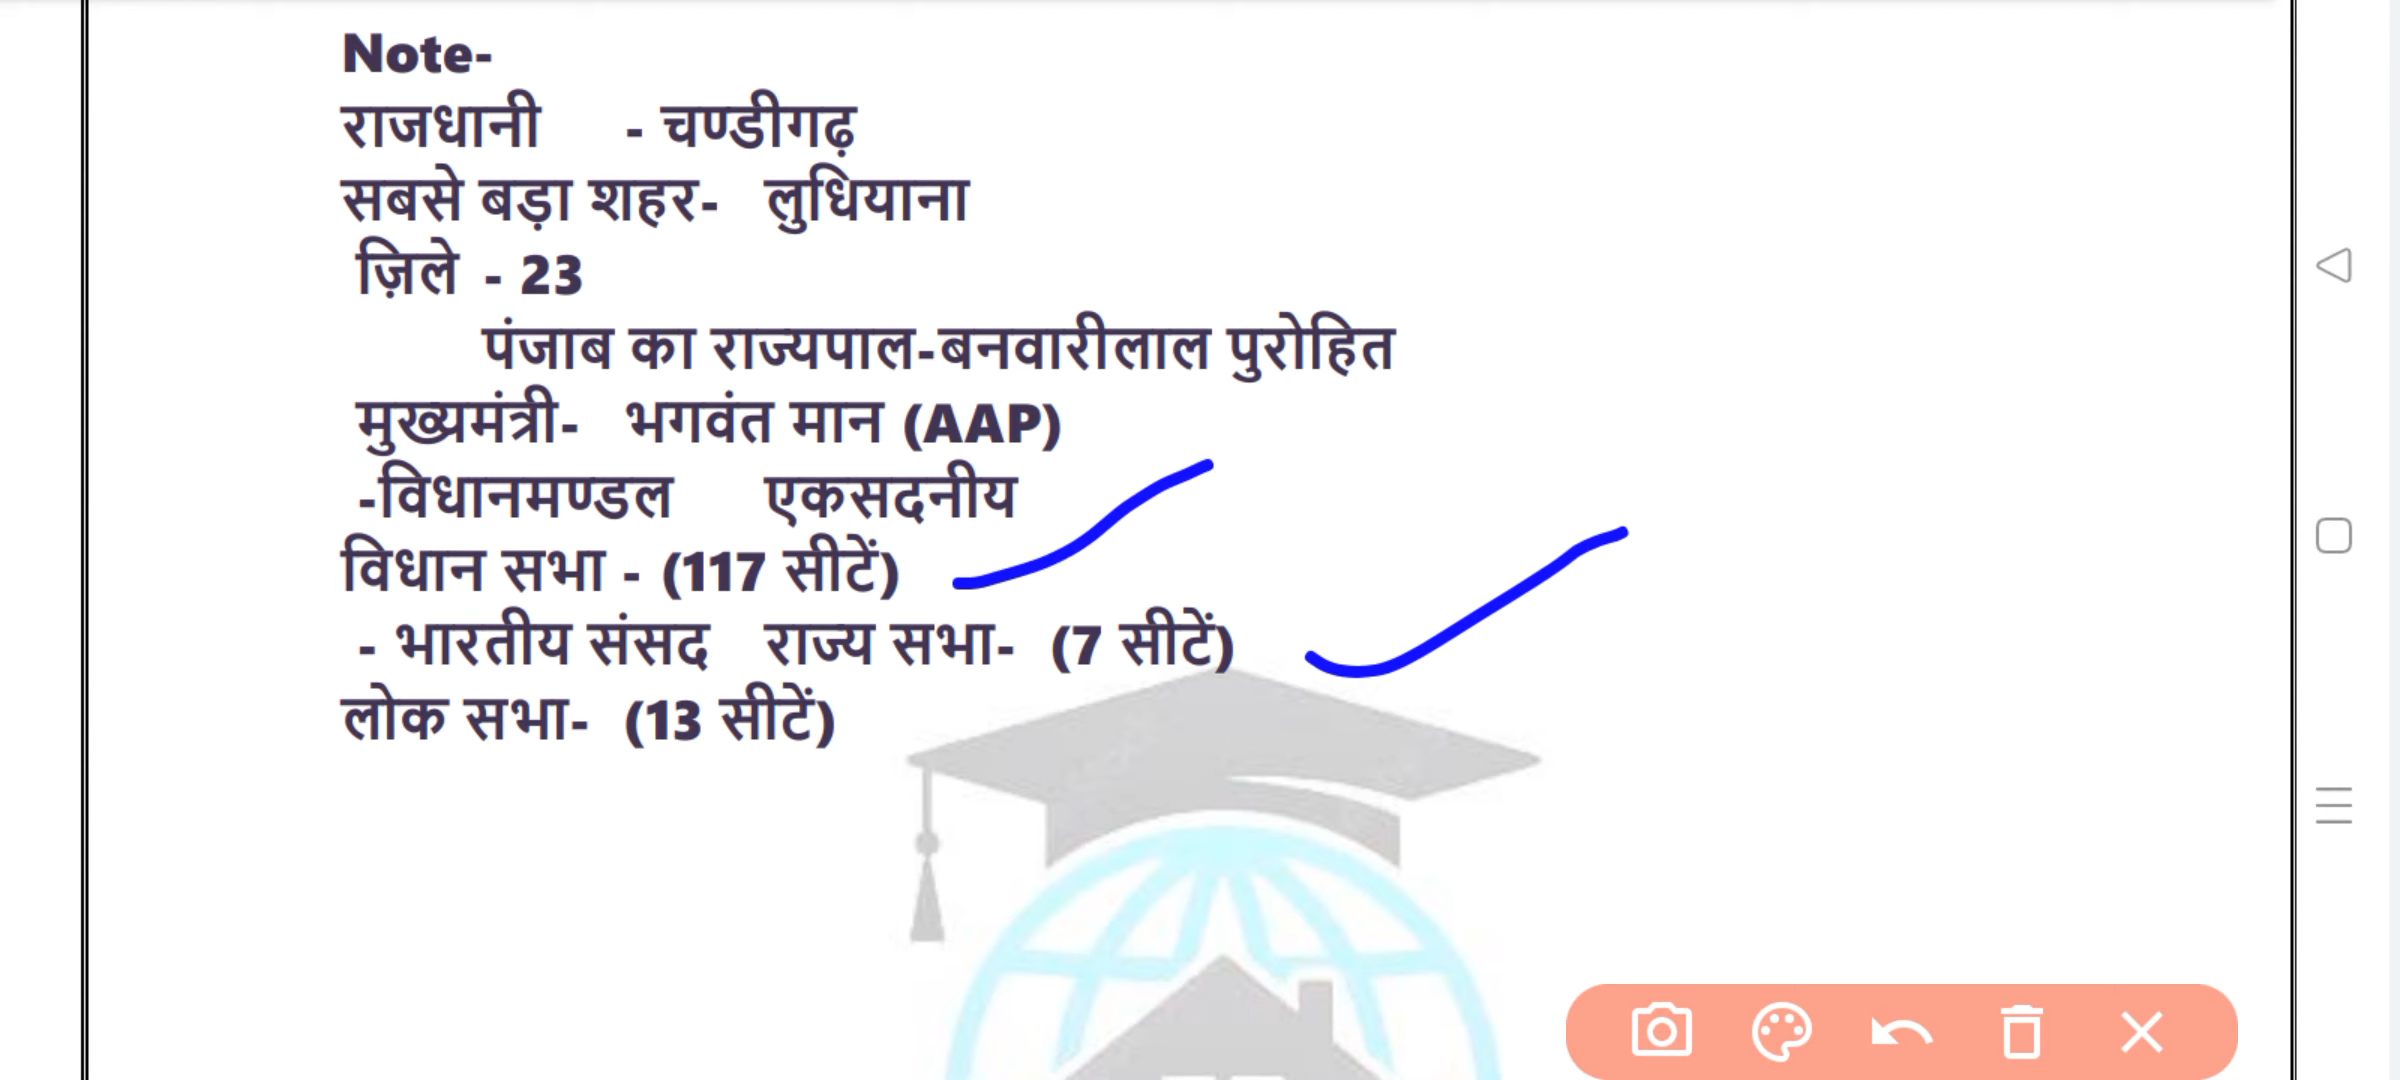 Note-
राजधानी - चण्डीगढ़
सबसे बड़ा शहर- लुधियाना
ज़िले - 23
पंजाब का राज्यपाल-बनवारीलाल पुरोहित
मुख्यमंत्री- भगवंत मान (AAP)
-विधानमण्डल एकसदनीय
विधान सभा - (117 सीटें)
- भारतीय संसद राज्य सभा- (7 सीटें)
लोक सभा- (13 सीटें)